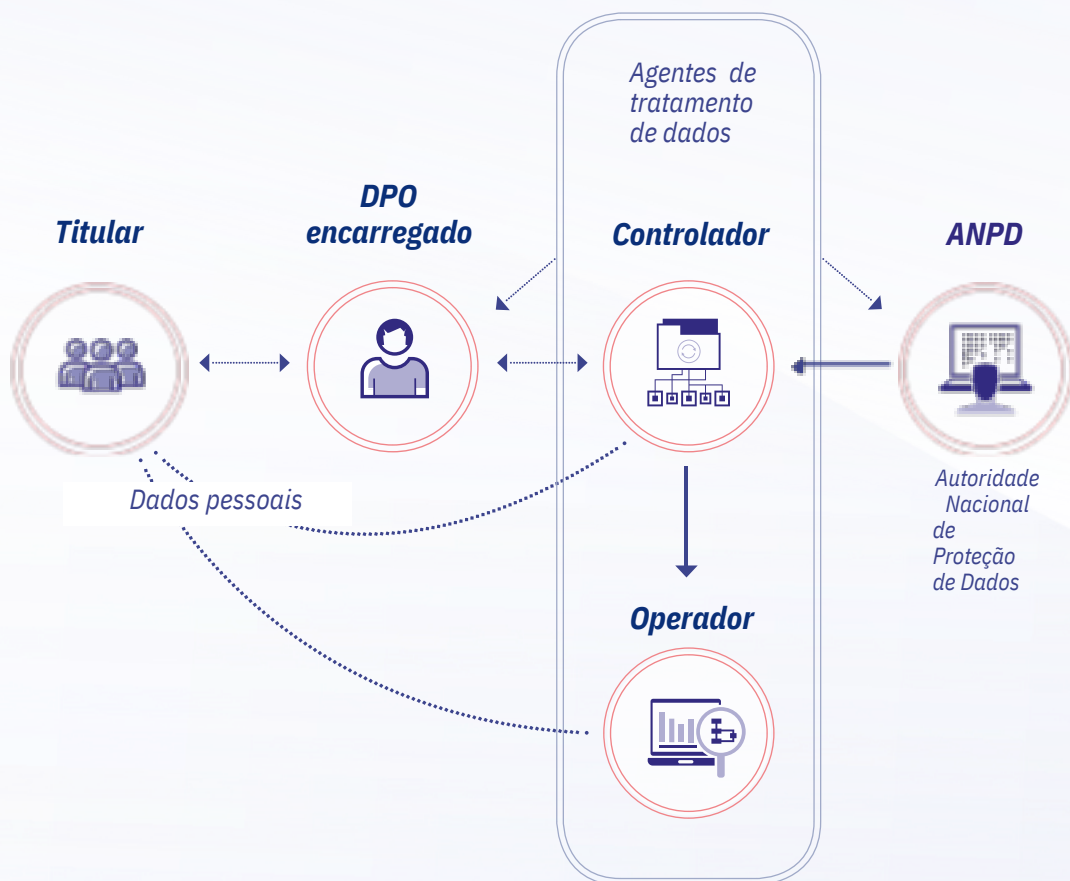 Agentes de
tratamento
de dados
Titular
DPO
encarregado
Controlador
ANPD
Dados pessoais
Autoridade
Nacional
de
Proteção
de Dados
Operador